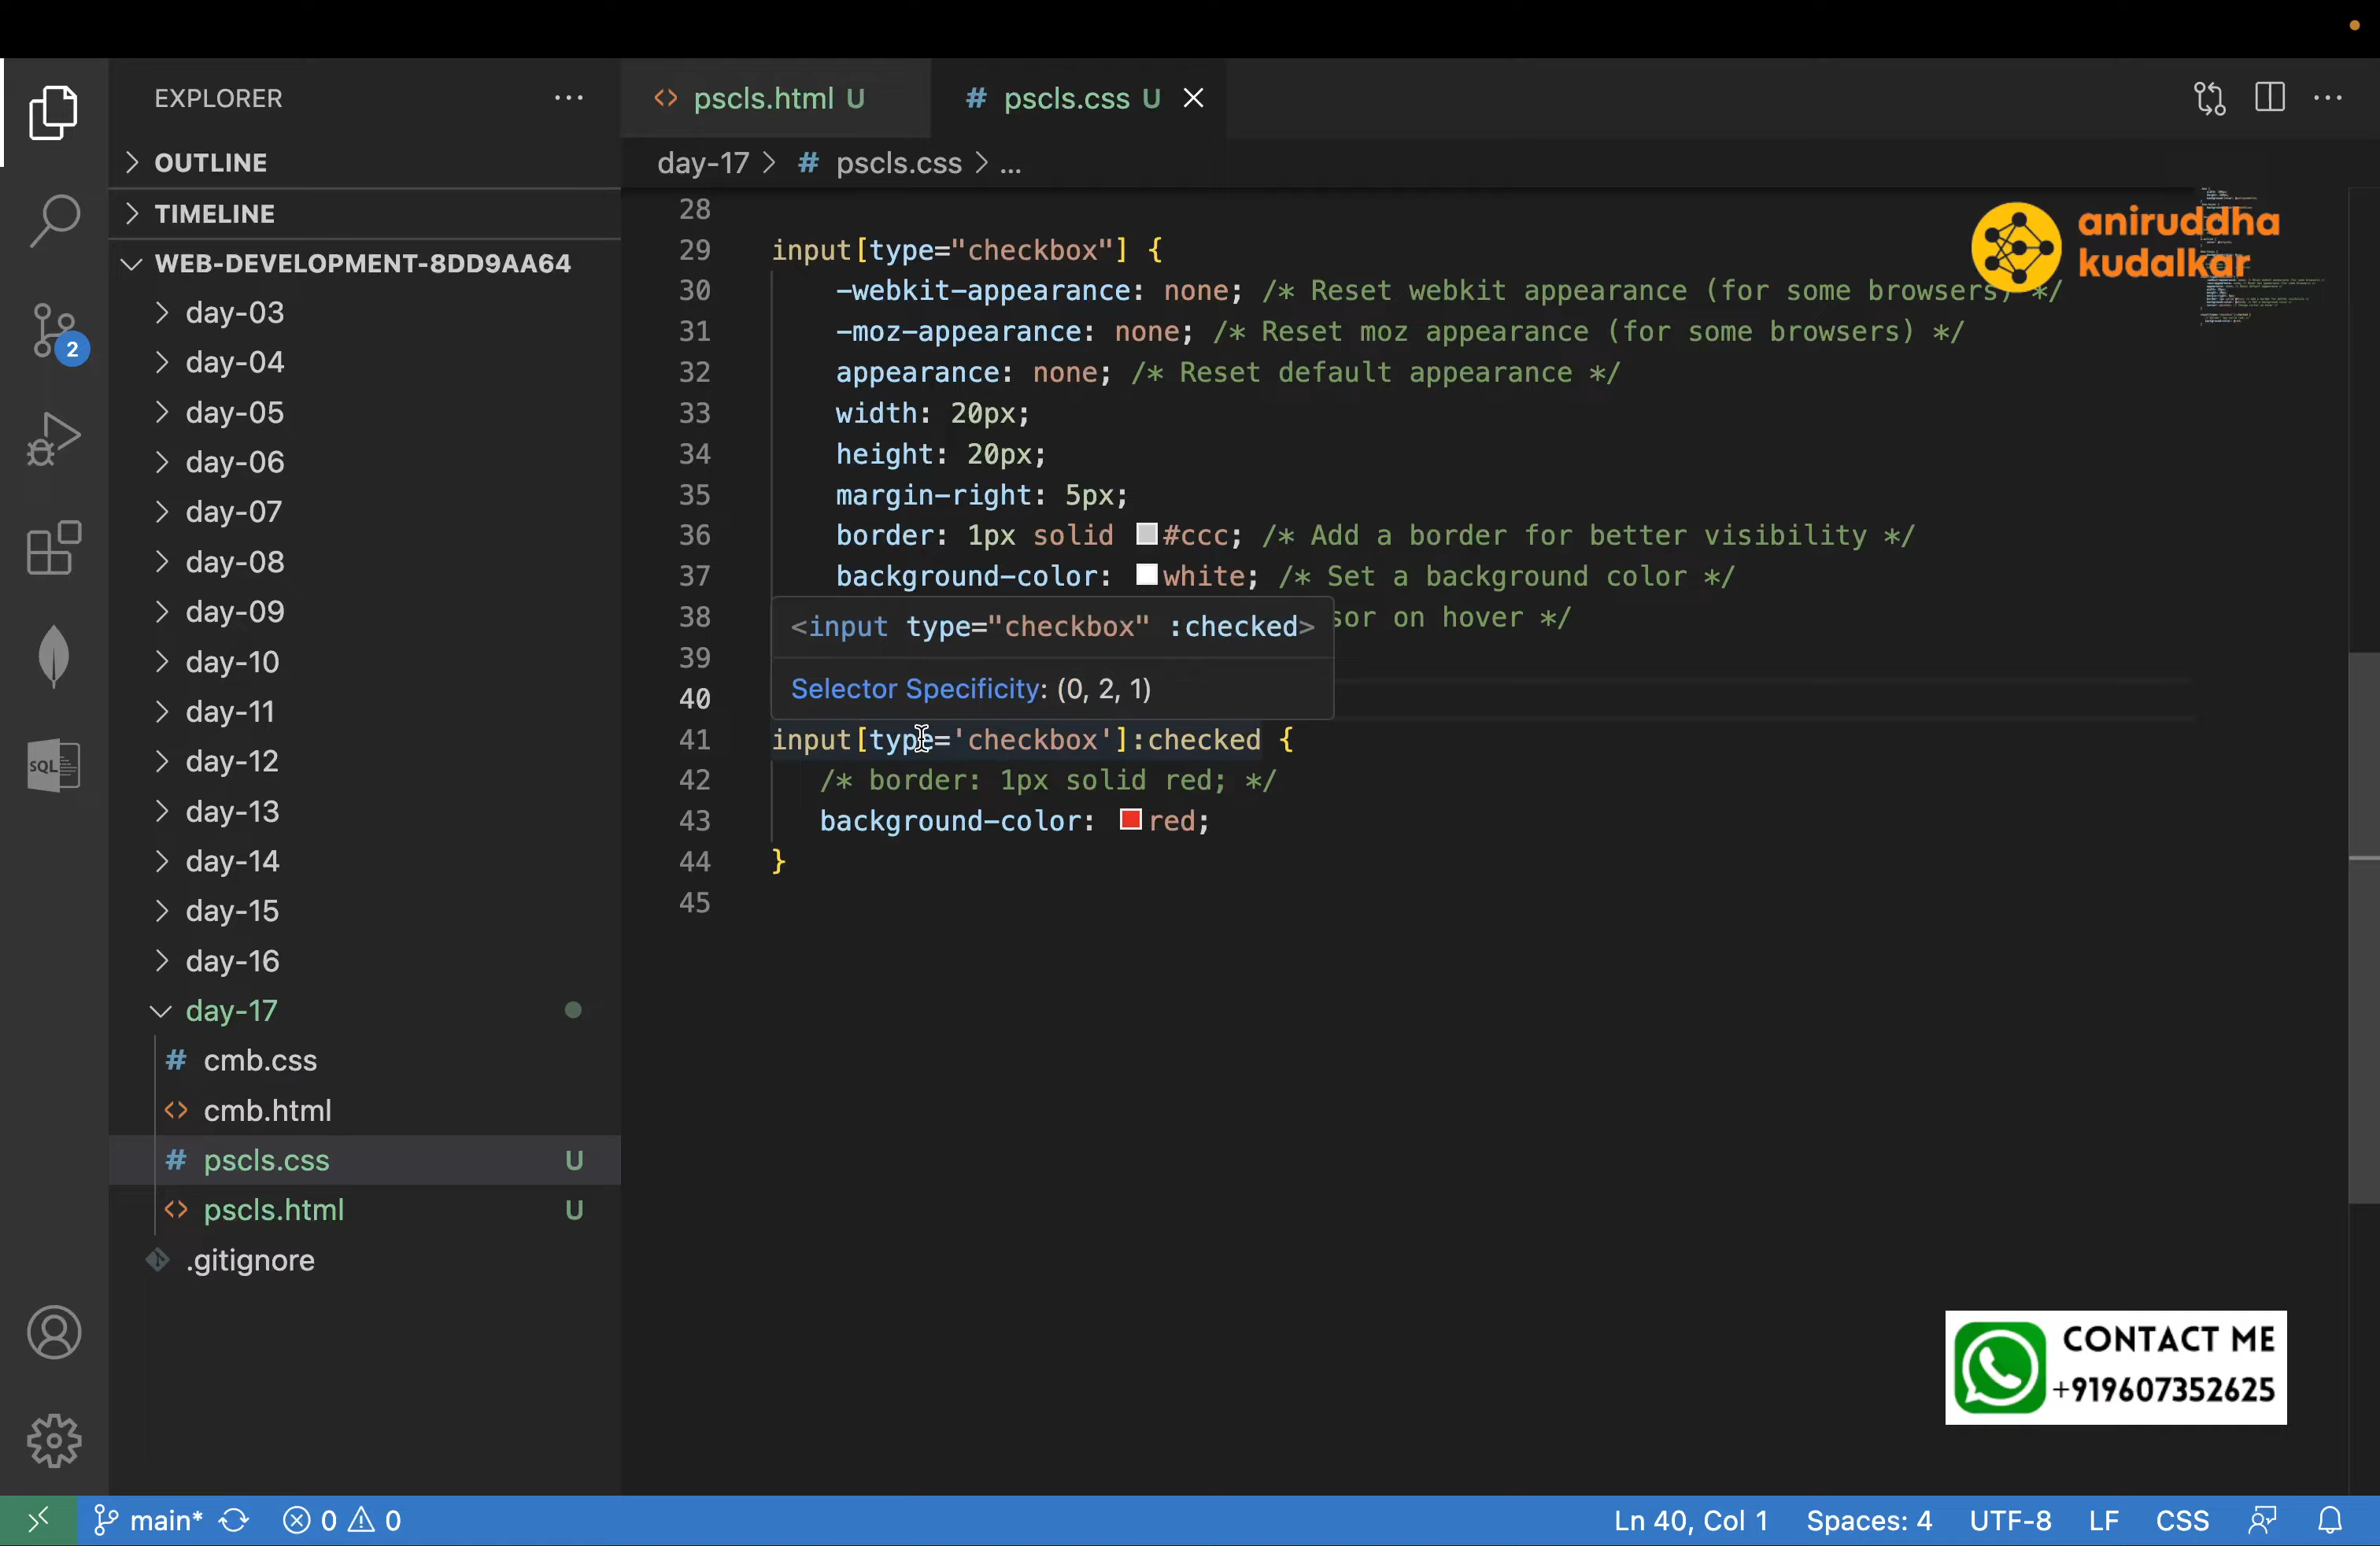 EXPLORER
OUTLINE
TIMELINE
WEB-DEVELOPMENT-8DD9AA64
day-03
day-04
day-05
day-06
day-07
day-08
day-09
day-10
day-11
day-12
day-13
day-14
day-15
day-16
day-17
# cmb.css
<> cmb.html
# pscls.css U
<> pscls.html U
.gitignore
2
SQL
<> pscls.html U
# pscls.css U
day-17 > # pscls.css > ...
28
29 input[type="checkbox"] {
30 -webkit-appearance: none; /* Reset webkit appearance (for some browsers) */
31 -moz-appearance: none; /* Reset moz appearance (for some browsers) */
32 appearance: none; /* Reset default appearance */
33 width: 20px;
34 height: 20px;
35 margin-right: 5px;
36 border: 1px solid #ccc; /* Add a border for better visibility */
37 background-color: white; /* Set a background color */
38 sor on hover */
39
<input type="checkbox" :checked>
Selector Specificity: (0, 2, 1)
40
41 input[type='checkbox']:checked {
42 /* border: 1px solid red; */
43 background-color: red;
44 }
45
aniruddha
kudalkar
CONTACT ME
+919607352625
main* 0 0
Ln 40, Col 1 Spaces: 4 UTF-8 LF CSS